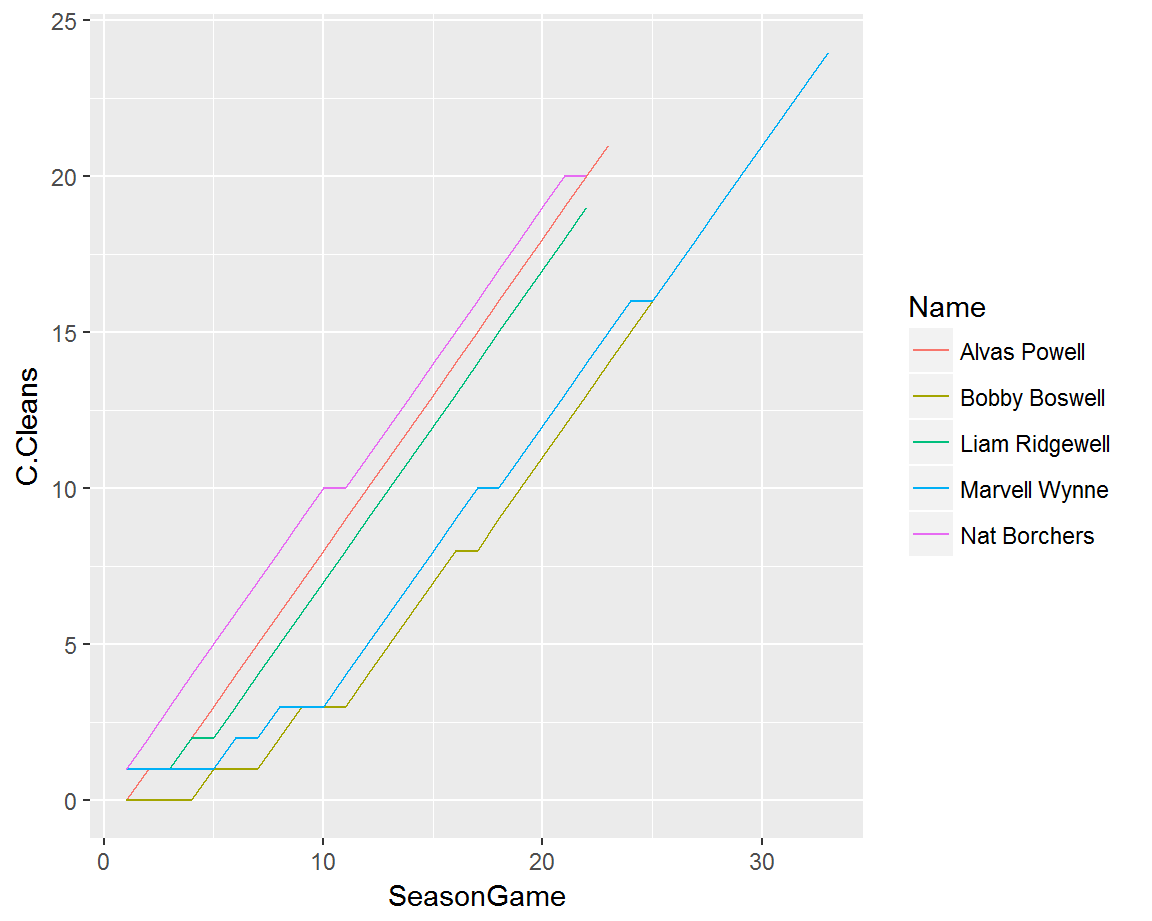 25
20
15
10
5
0
C.Cleans
0 10 20 30
SeasonGame
Name
Alvas Powell
Bobby Boswell
Liam Ridgewell
Marvell Wynne
Nat Borchers